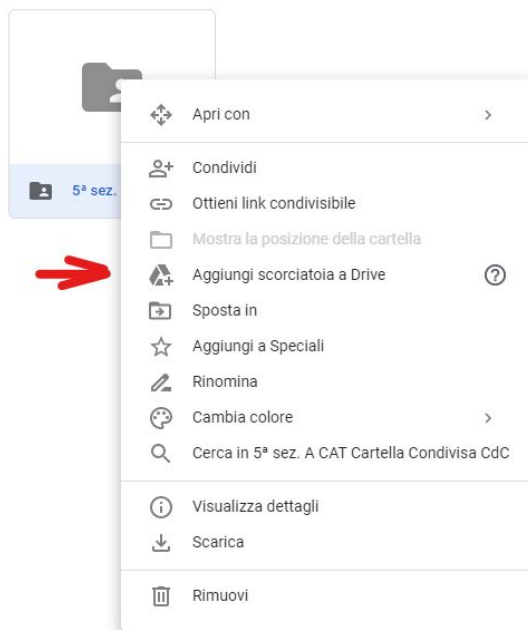 Apri con
5ª sez.
Condividi
Ottieni link condivisibile
Mostra la posizione della cartella
Aggiungi scorciatoia a Drive
Sposta in
Aggiungi a Speciali
Rinomina
Cambia colore
Cerca in 5ª sez. A CAT Cartella Condivisa CdC
Visualizza dettagli
Scarica
Rimuovi